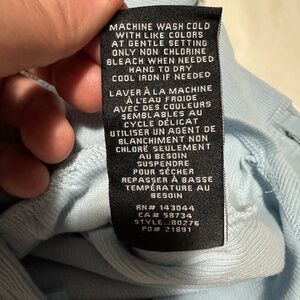 MACHINE WASH COLD
WITH LIKE COLORS
AT GENTLE SETTING
ONLY NON CHLORINE
BLEACH WHEN NEEDED
HANG TO DRY
COOL IRON IF NEEDED
LAVER À LA MACHINE
À L'EAU FROIDE
AVEC DES COULEURS
SEMBLABLES AU
CYCLE DÉLICAT
UTILISER UN AGENT DE
BLANCHIMENT NON
CHLORÉ SEULEMENT
AU BESOIN
SUSPENDRE
POUR SÉCHER
REPASSER À BASSE
TEMPÉRATURE AU
BESOIN
RN# 143044
CA# 58734
STYLE. 80276
PO# 21691